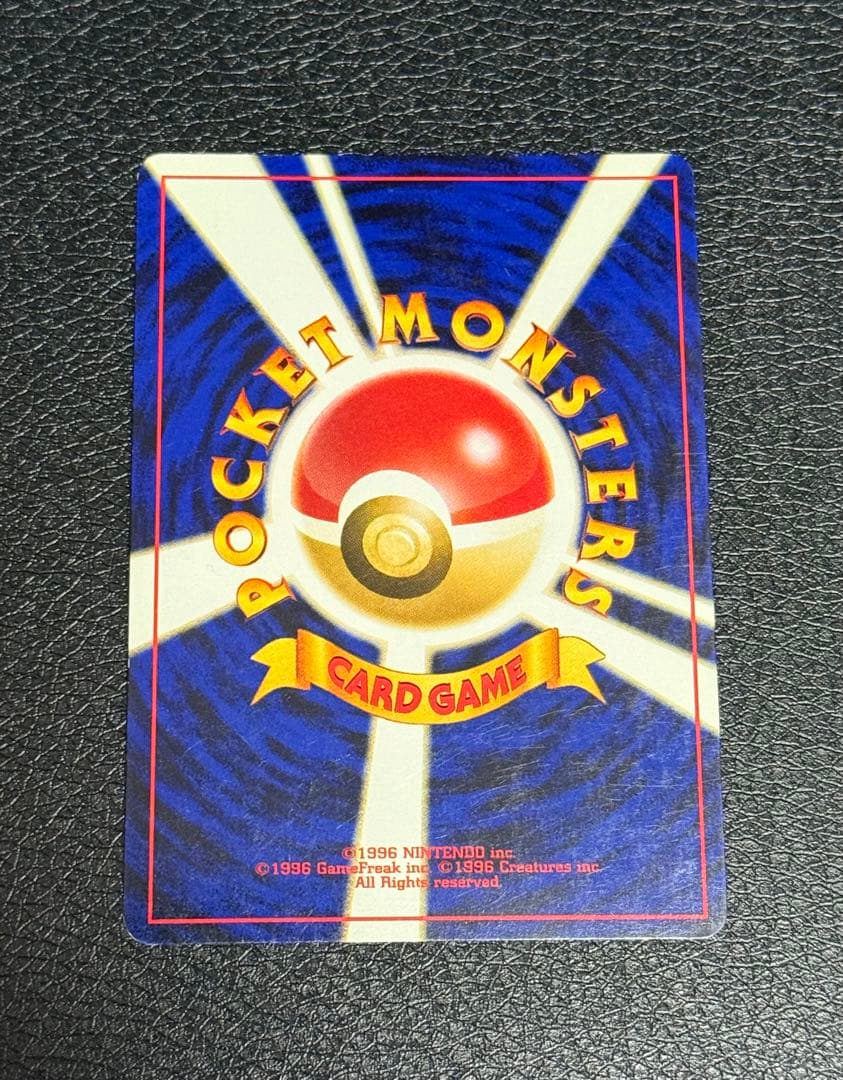 POCKET MONSTERS
CARD GAME
©1996 NINTENDO inc.
©1996 GameFreak inc. ©1996 Creatures inc.
All Rights reserved.